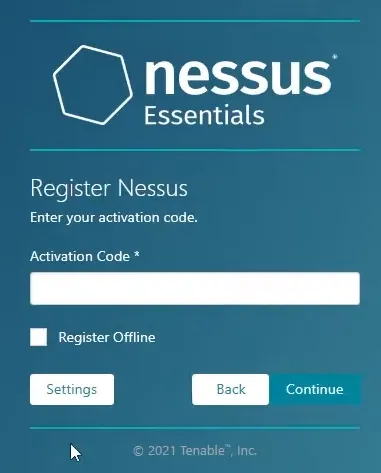 nessus®
Essentials
Register Nessus
Enter your activation code.
Activation Code *
Register Offline
Settings
Back
Continue
© 2021 Tenable™, Inc.